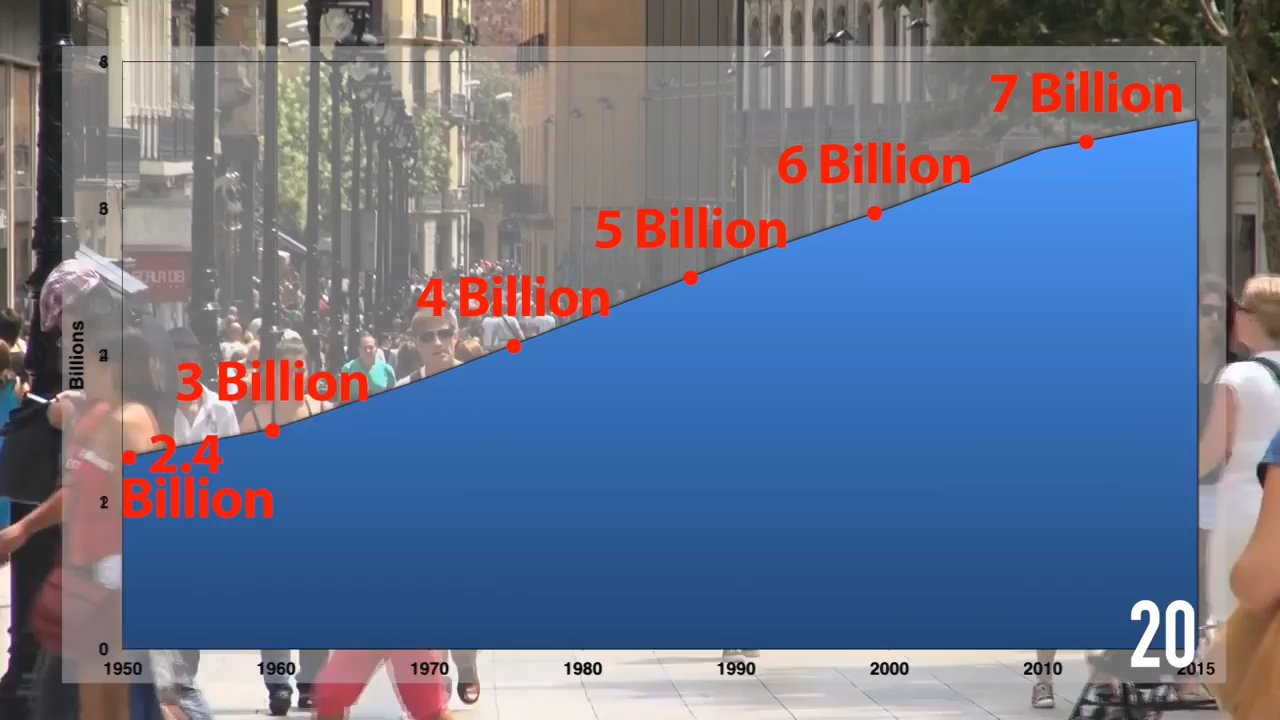 7 Billion
6 Billion
5 Billion
4 Billion
3 Billion
2.4
Billion
Billions
0
1950 1960 1970 1980 1990 2000 2010 2015
20